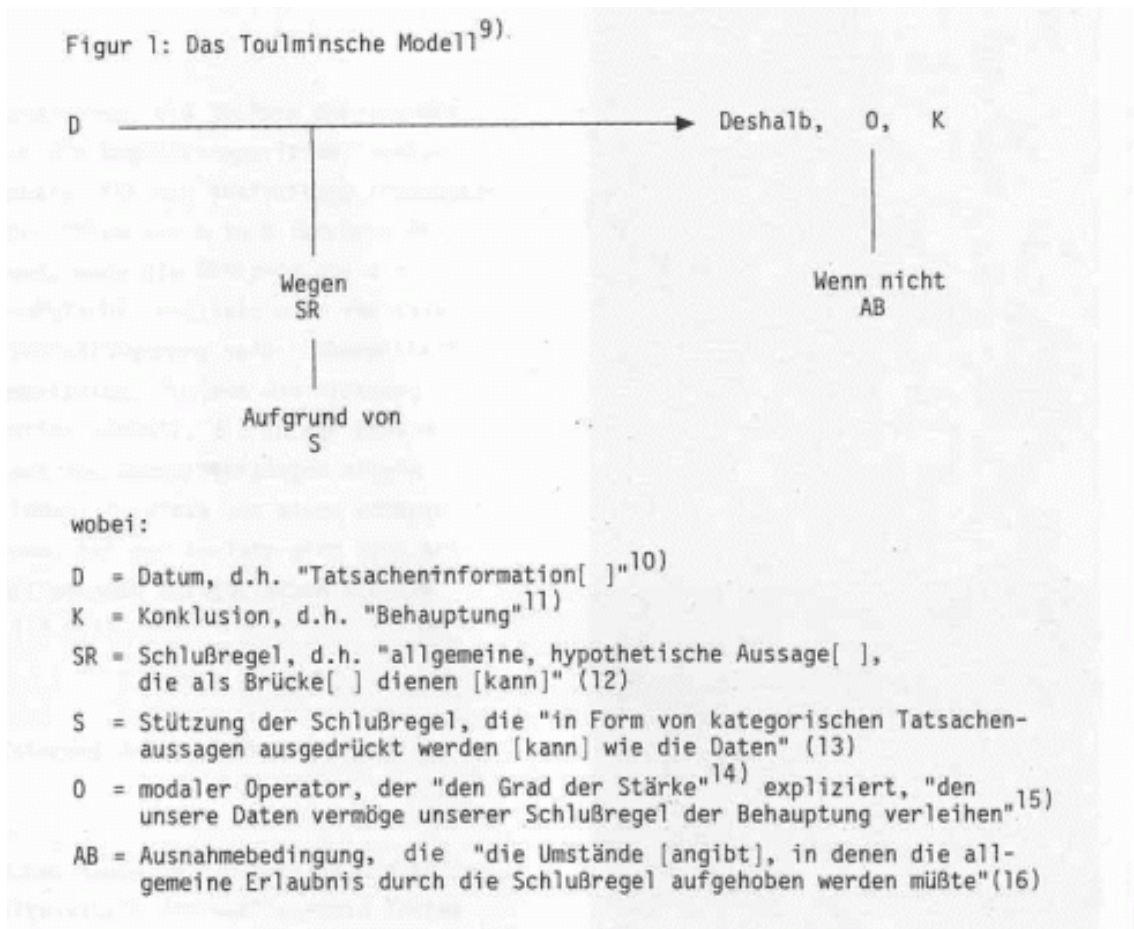 Figur 1: Das Toulminsche Modell9).
D Deshalb, O, K
Wegen Wenn nicht
SR AB
Aufgrund von
S
wobei:
D = Datum, d.h. "Tatsacheninformation[ ]"10)
K = Konklusion, d.h. "Behauptung"11)
SR = Schlußregel, d.h. "allgemeine, hypothetische Aussage[ ],
die als Brücke[ ] dienen [kann]" (12)
S = Stützung der Schlußregel, die "in Form von kategorischen Tatsachen-
aussagen ausgedrückt werden [kann] wie die Daten" (13)
O = modaler Operator, der "den Grad der Stärke"14) expliziert, "den
unsere Daten vermöge unserer Schlußregel der Behauptung verleihen"15)
AB = Ausnahmebedingung, die "die Umstände [angibt], in denen die all-
gemeine Erlaubnis durch die Schlußregel aufgehoben werden müßte"(16)